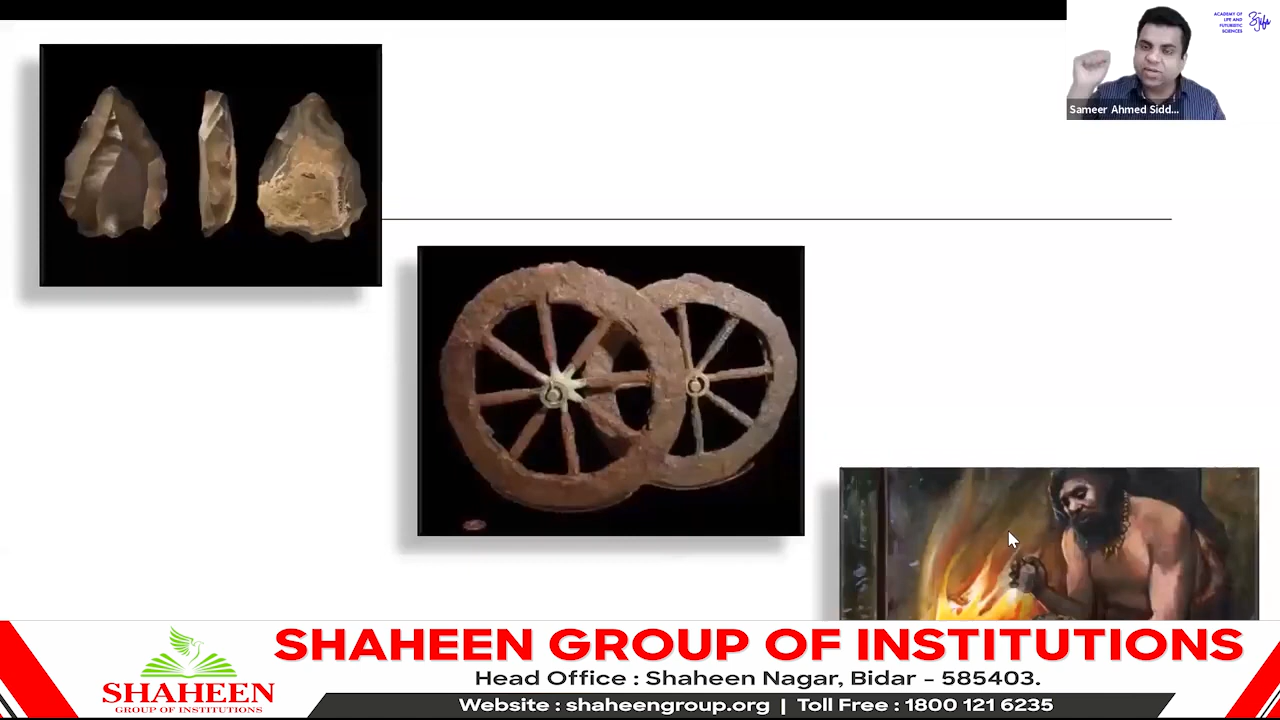 ACADEMY OF
LIFE AND
FUTURISTIC
SCIENCES
Sameer Ahmed Sidd...
SHAHEEN
GROUP OF INSTITUTIONS
SHAHEEN GROUP OF INSTITUTIONS
Head Office : Shaheen Nagar, Bidar - 585403.
Website : shaheengroup.org | Toll Free : 1800 121 6235